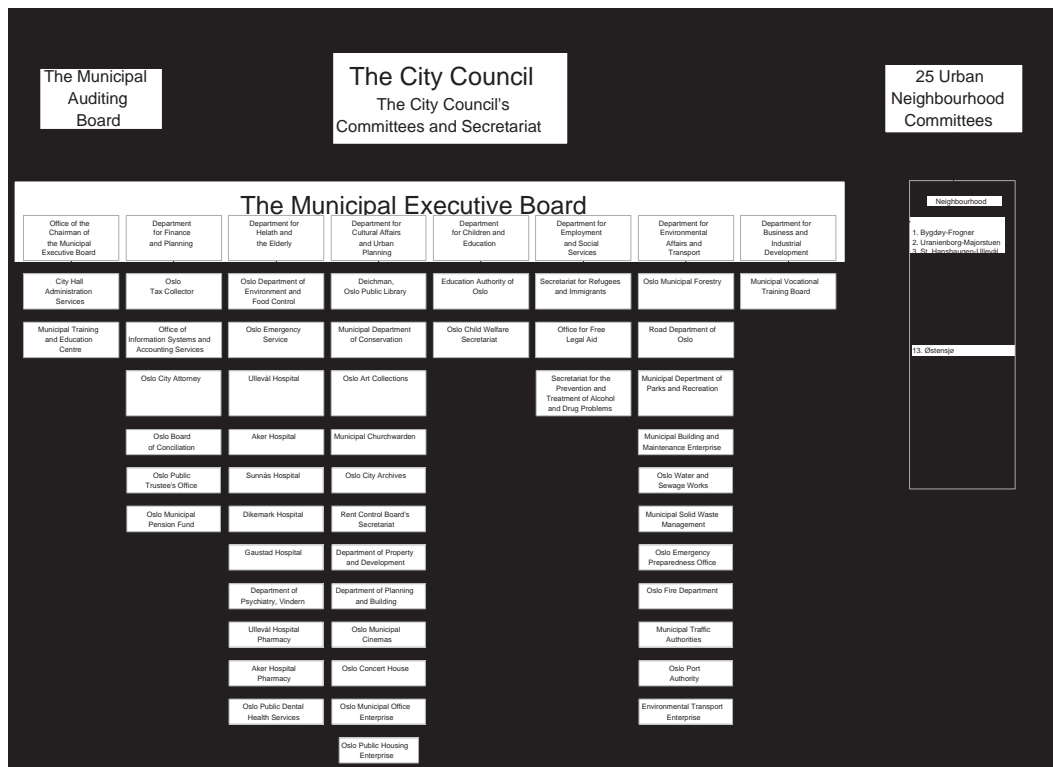 The Municipal
Auditing
Board
The City Council
The City Council's
Committees and Secretariat
25 Urban
Neighbourhood
Committees
The Municipal Executive Board
Office of the
Chairman of
the Municipal
Executive Board
Department
for Finance
and Planning
Department for
Helath and
the Elderly
Department for
Cultural Affairs
and Urban
Planning
Department
for Children and
Education
Department for
Employment
and Social
Services
Department for
Environmental
Affairs and
Transport
Department for
Business and
Industrial
Development
City Hall
Administration
Services
Municipal Training
and Education
Centre
Oslo
Tax Collector
Office of
Information Systems and
Accounting Services
Oslo City Attorney
Oslo Board
of Conciliation
Oslo Public
Trustee's Office
Oslo Municipal
Pension Fund
Oslo Department of
Environment and
Food Control
Oslo Emergency
Service
Ullevål Hospital
Aker Hospital
Sunnås Hospital
Dikemark Hospital
Gaustad Hospital
Department of
Psychiatry, Vindern
Ullevål Hospital
Pharmacy
Aker Hospital
Pharmacy
Oslo Public Dental
Health Services
Deichman,
Oslo Public Library
Municipal Department
of Conservation
Oslo Art Collections
Municipal Churchwarden
Oslo City Archives
Rent Control Board's
Secretariat
Department of Property
and Development
Department of Planning
and Building
Oslo Municipal
Cinemas
Oslo Concert House
Oslo Municipal Office
Enterprise
Oslo Public Housing
Enterprise
Education Authority of
Oslo
Oslo Child Welfare
Secretariat
Secretariat for Refugees
and Immigrants
Office for Free
Legal Aid
Secretariat for the
Prevention and
Treatment of Alcohol
and Drug Problems
Oslo Municipal Forestry
Road Department of
Oslo
Municipal Department of
Parks and Recreation
Municipal Building and
Maintenance Enterprise
Oslo Water and
Sewage Works
Municipal Solid Waste
Management
Oslo Emergency
Preparedness Office
Oslo Fire Department
Municipal Traffic
Authorities
Oslo Port
Authority
Environmental Transport
Enterprise
Municipal Vocational
Training Board
Neighbourhood
1. Bygdøy-Frogner
2. Uranienborg-Majorstuen
3. St. Hanshaugen-Ullevål
13. Østensjø